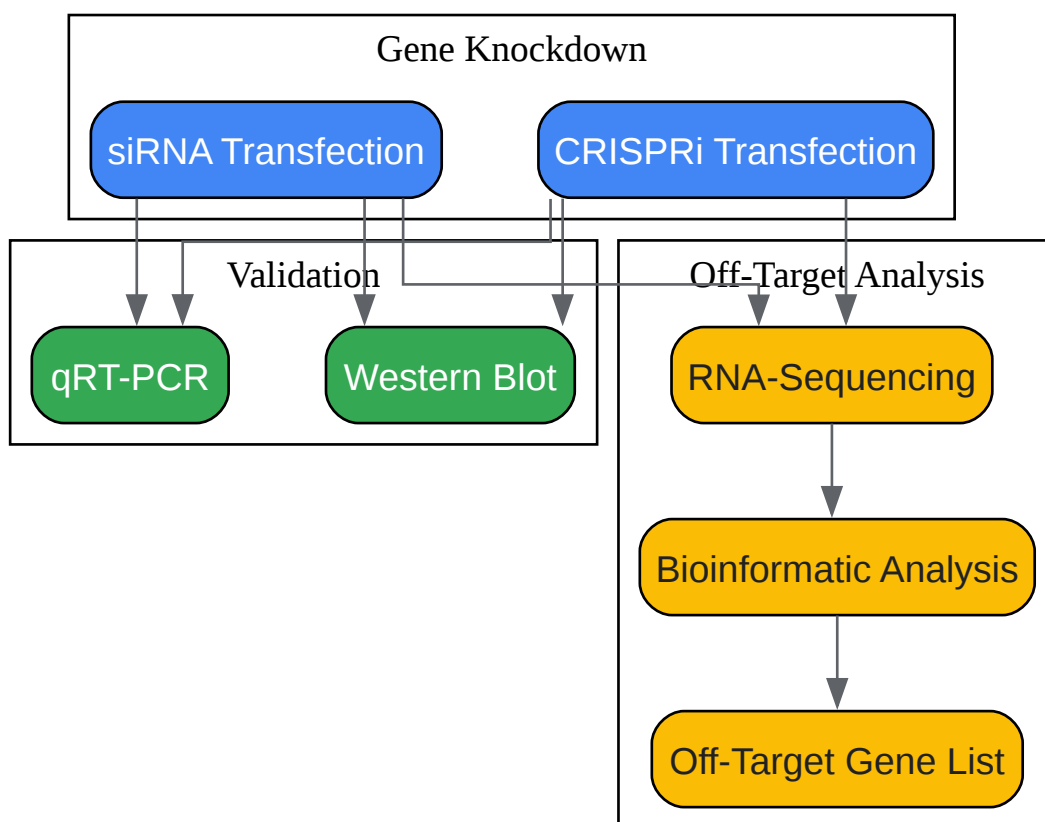 Gene Knockdown
siRNA Transfection
CRISPRi Transfection
Validation
Off-Target Analysis
qRT-PCR
Western Blot
RNA-Sequencing
Bioinformatic Analysis
Off-Target Gene List